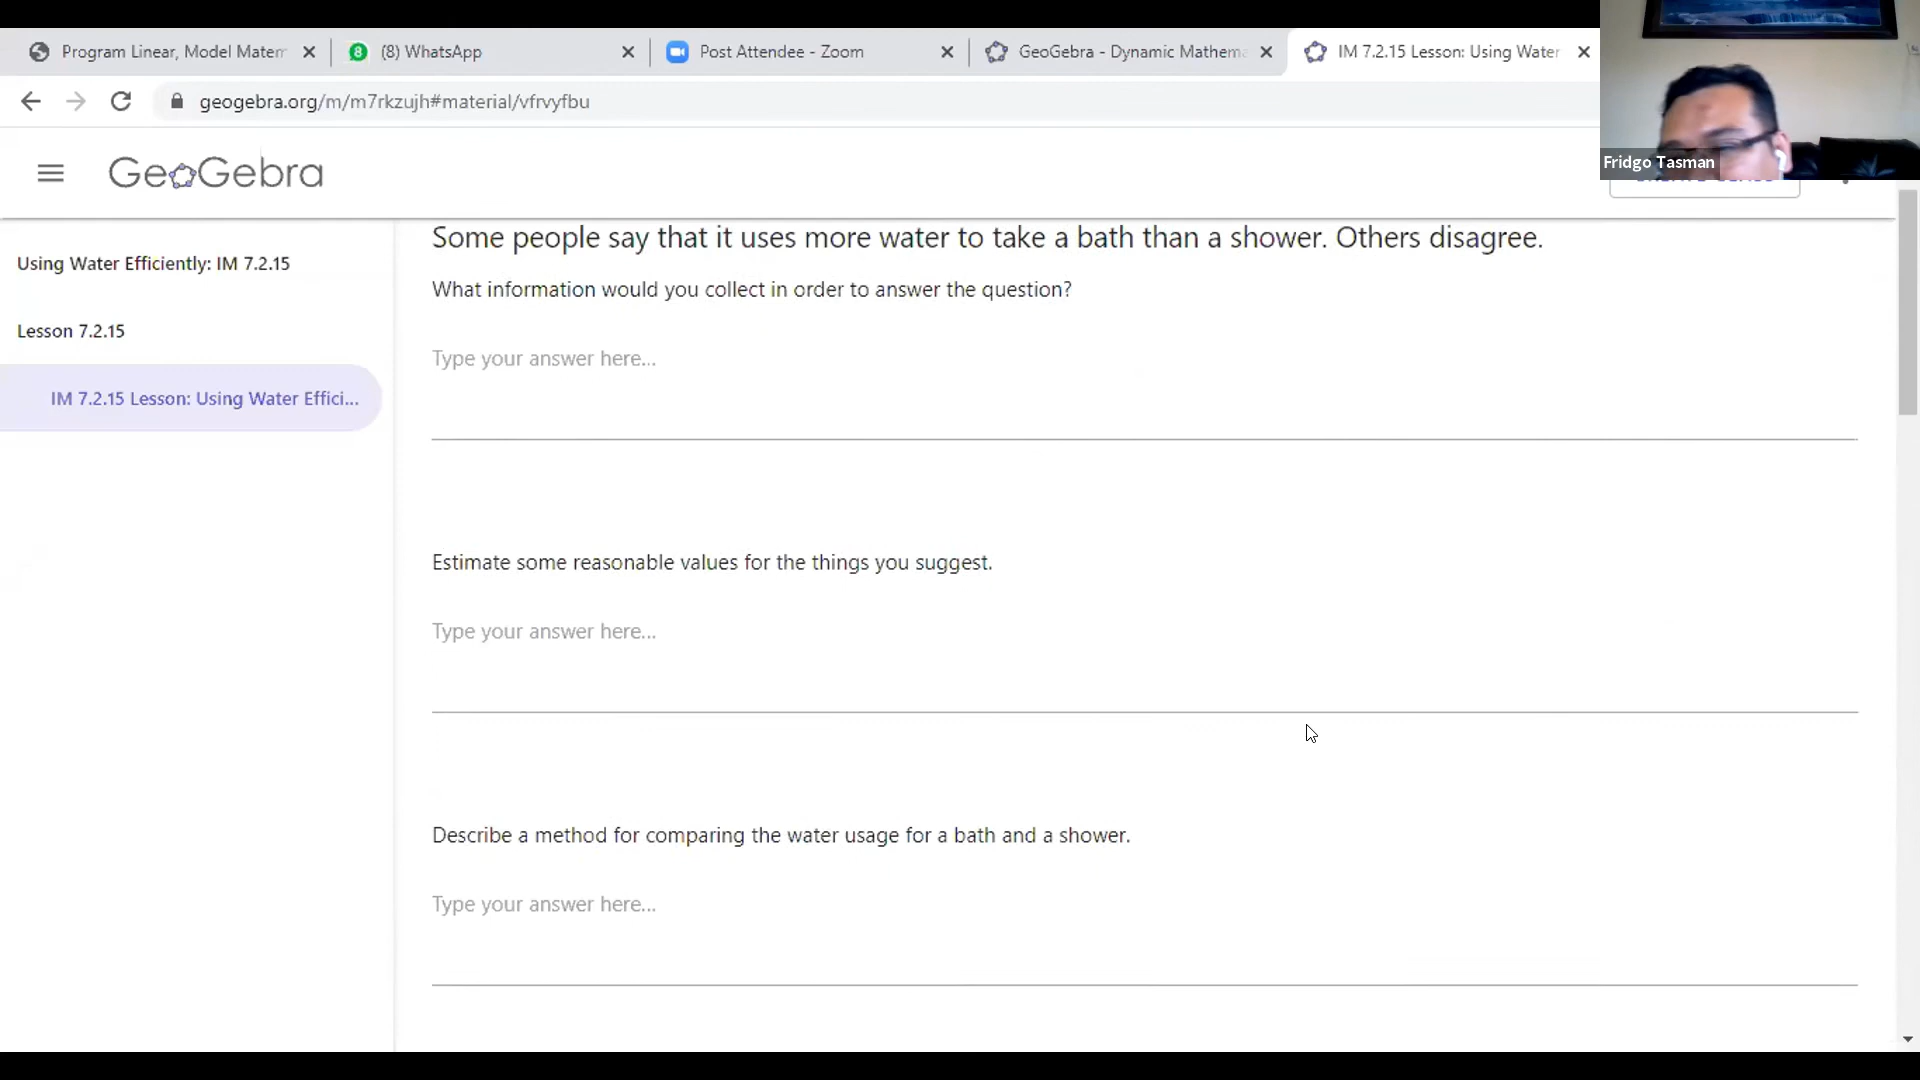 Program Linear, Model Matem
(8) WhatsApp
Post Attendee - Zoom
GeoGebra - Dynamic Mathema
IM 7.2.15 Lesson: Using Water
geogebra.org/m/m7rkzujh#material/vfrvyfbu
Fridgo Tasman
GeoGebra
Using Water Efficiently: IM 7.2.15
Lesson 7.2.15
IM 7.2.15 Lesson: Using Water Effici...
Some people say that it uses more water to take a bath than a shower. Others disagree.
What information would you collect in order to answer the question?
Type your answer here...
Estimate some reasonable values for the things you suggest.
Type your answer here...
Describe a method for comparing the water usage for a bath and a shower.
Type your answer here...